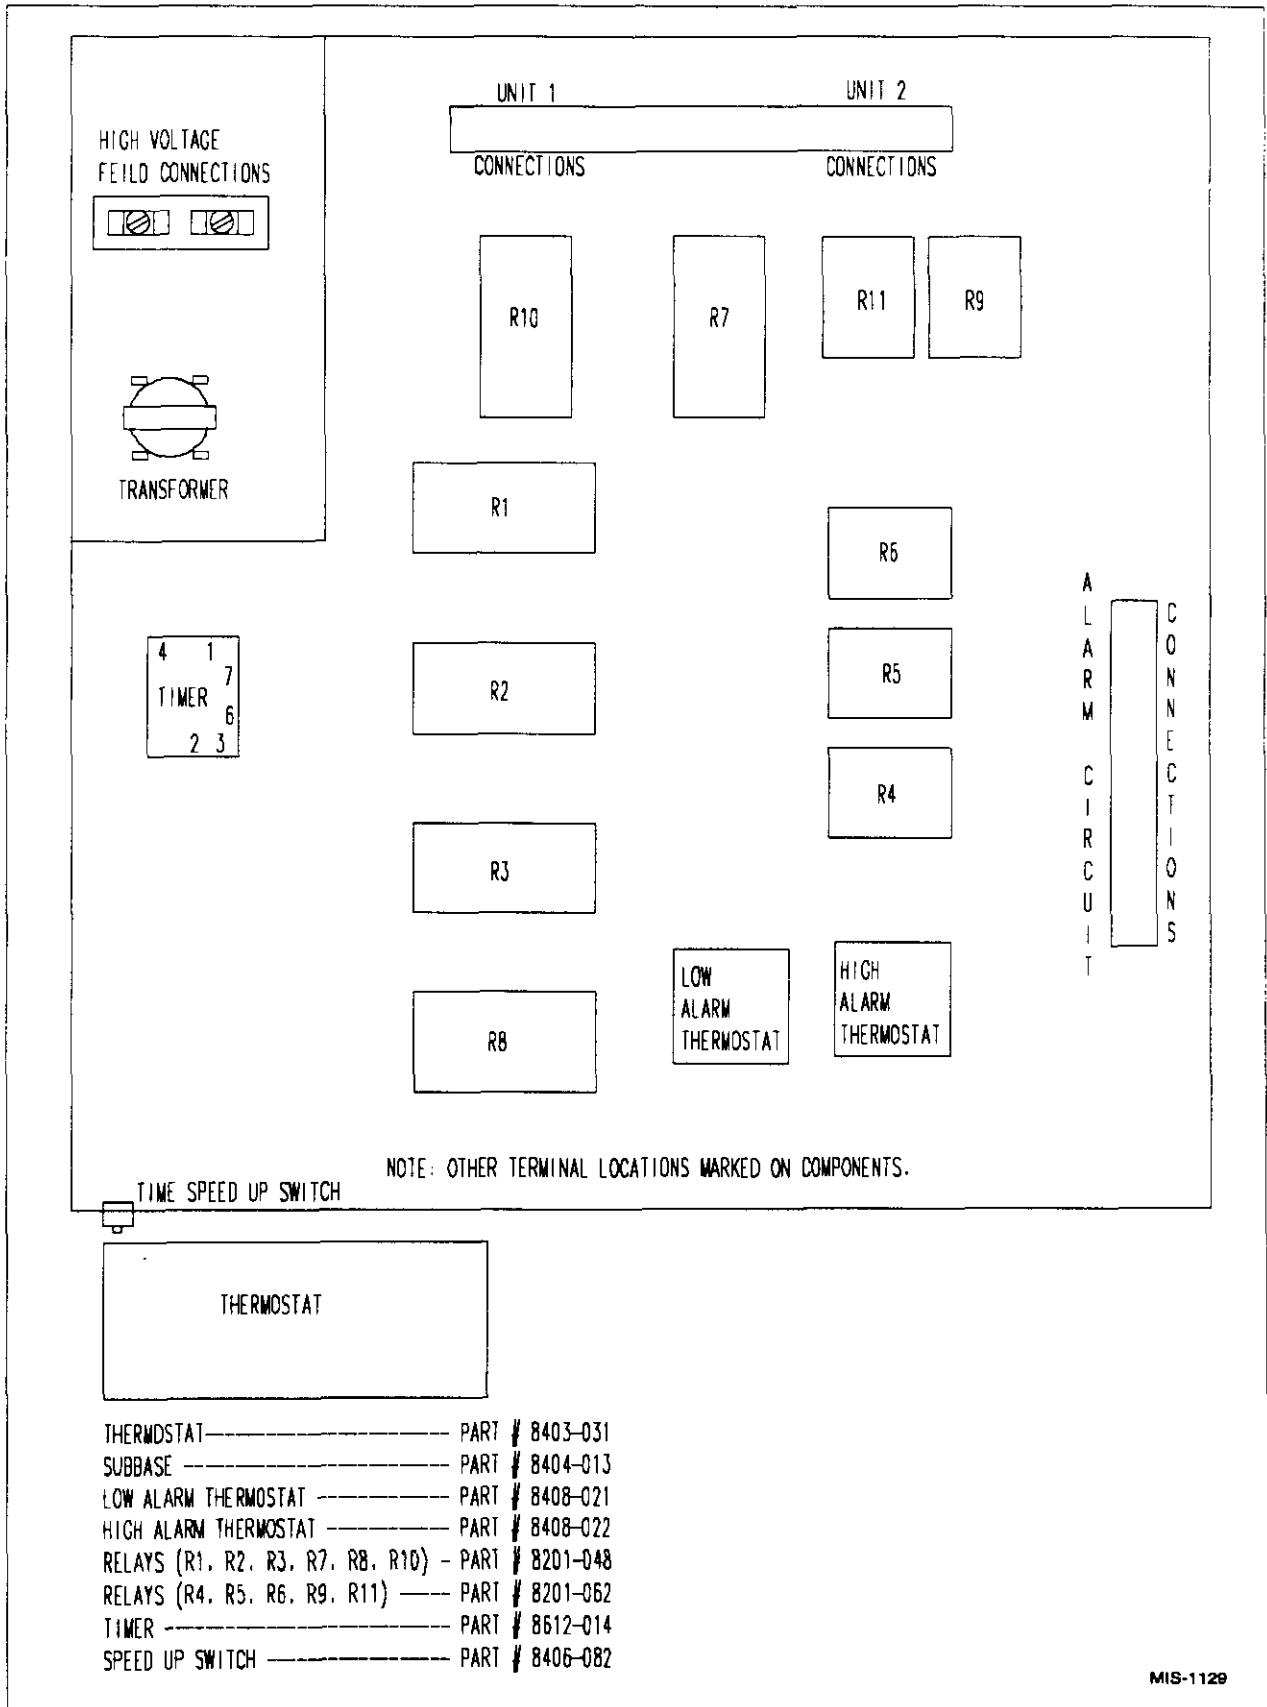 UNIT 1
UNIT 2
HIGH VOLTAGE
FEILD CONNECTIONS
CONNECTIONS
CONNECTIONS
R10
R7
R11
R9
TRANSFORMER
R1
R6
4 1
7
TIMER
6
2 3
R2
R5
R4
R3
ALARM CIRCUIT
CONNECTIONS
LOW
ALARM
THERMOSTAT
HIGH
ALARM
THERMOSTAT
R8
NOTE: OTHER TERMINAL LOCATIONS MARKED ON COMPONENTS.
TIME SPEED UP SWITCH
THERMOSTAT
THERMOSTAT---------------------- PART # 8403-031
SUBBASE ------------------------ PART # 8404-013
LOW ALARM THERMOSTAT ----------- PART # 8408-021
HIGH ALARM THERMOSTAT ---------- PART # 8408-022
RELAYS (R1, R2, R3, R7, R8, R10) - PART # 8201-048
RELAYS (R4, R5, R6, R9, R11) ---- PART # 8201-062
TIMER -------------------------- PART # 8612-014
SPEED UP SWITCH ---------------- PART # 8406-082
MIS-1129